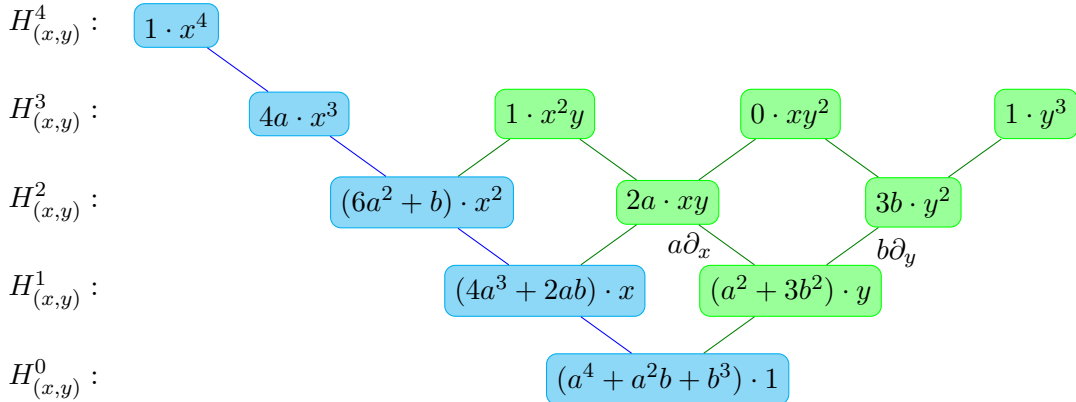 H^4_{(x,y)} : 1 · x^4
H^3_{(x,y)} : 4a · x^3 1 · x^2y 0 · xy^2 1 · y^3
H^2_{(x,y)} : (6a^2 + b) · x^2 2a · xy 3b · y^2
a∂_x b∂_y
H^1_{(x,y)} : (4a^3 + 2ab) · x (a^2 + 3b^2) · y
H^0_{(x,y)} : (a^4 + a^2b + b^3) · 1